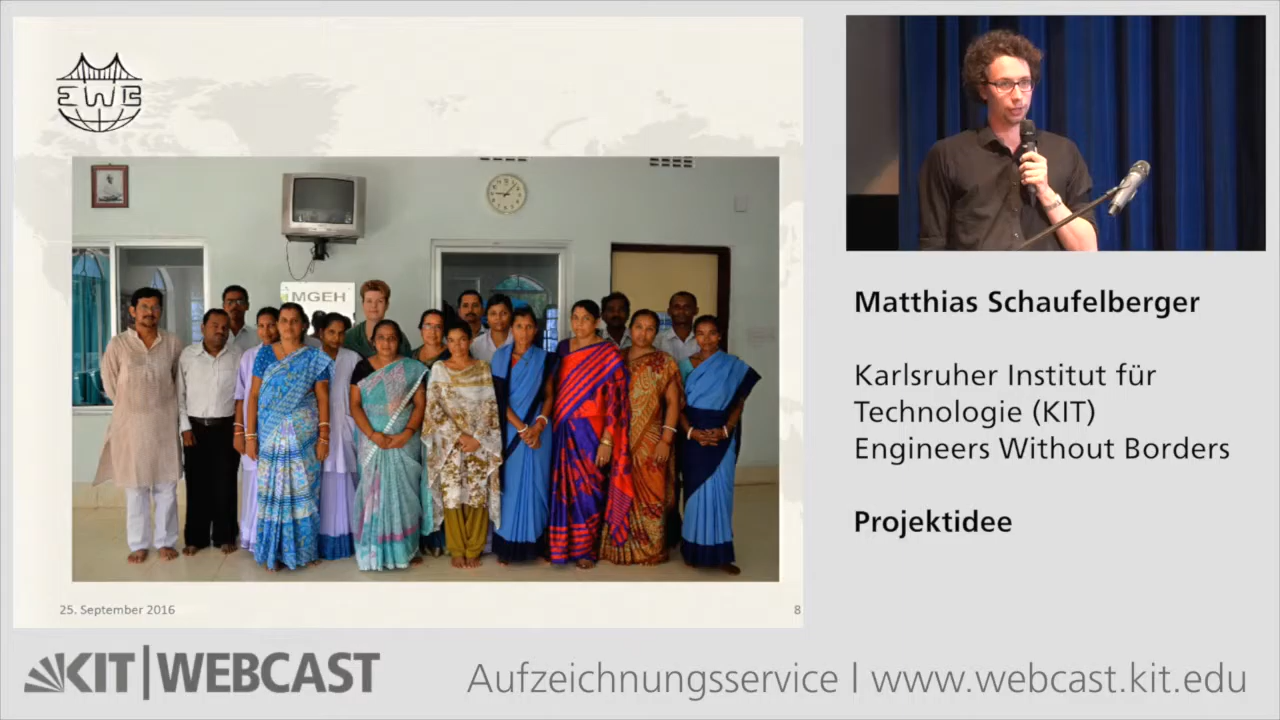 EWB
MGEH
25. September 2016
8
Matthias Schaufelberger
Karlsruher Institut für
Technologie (KIT)
Engineers Without Borders
Projektidee
KIT|WEBCAST
Aufzeichnungsservice | www.webcast.kit.edu